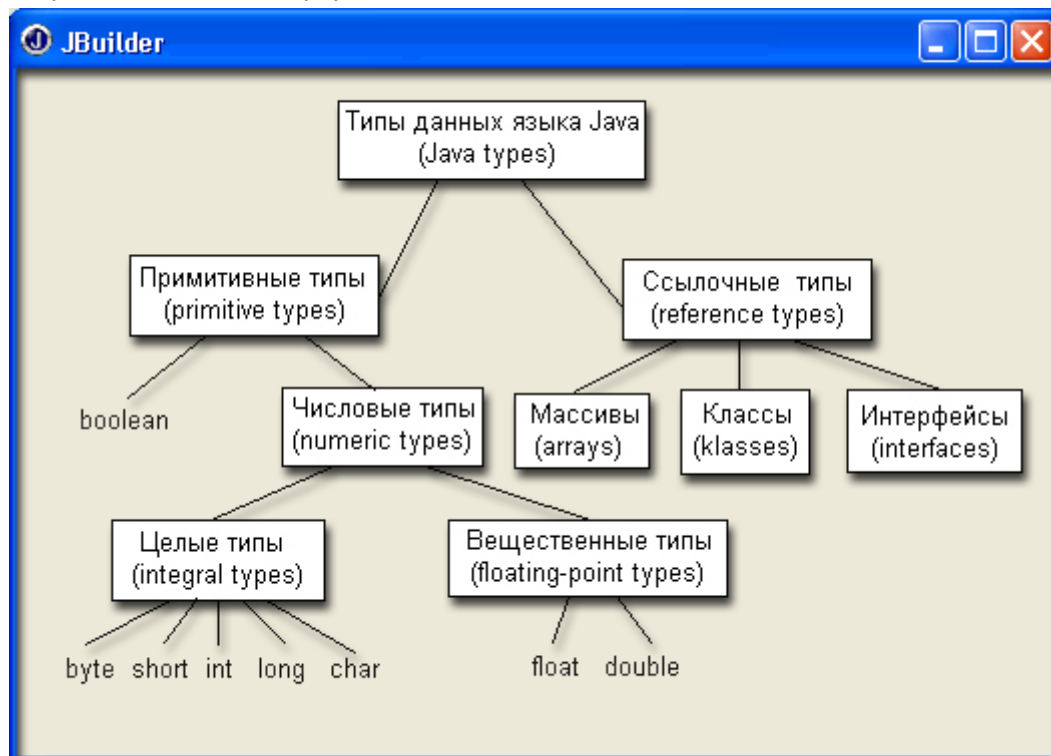 JBuilder
Типы данных языка Java
(Java types)
Примитивные типы
(primitive types)
Ссылочные типы
(reference types)
boolean
Числовые типы
(numeric types)
Массивы
(arrays)
Классы
(klasses)
Интерфейсы
(interfaces)
Целые типы
(integral types)
Вещественные типы
(floating-point types)
byte short int long char
float double